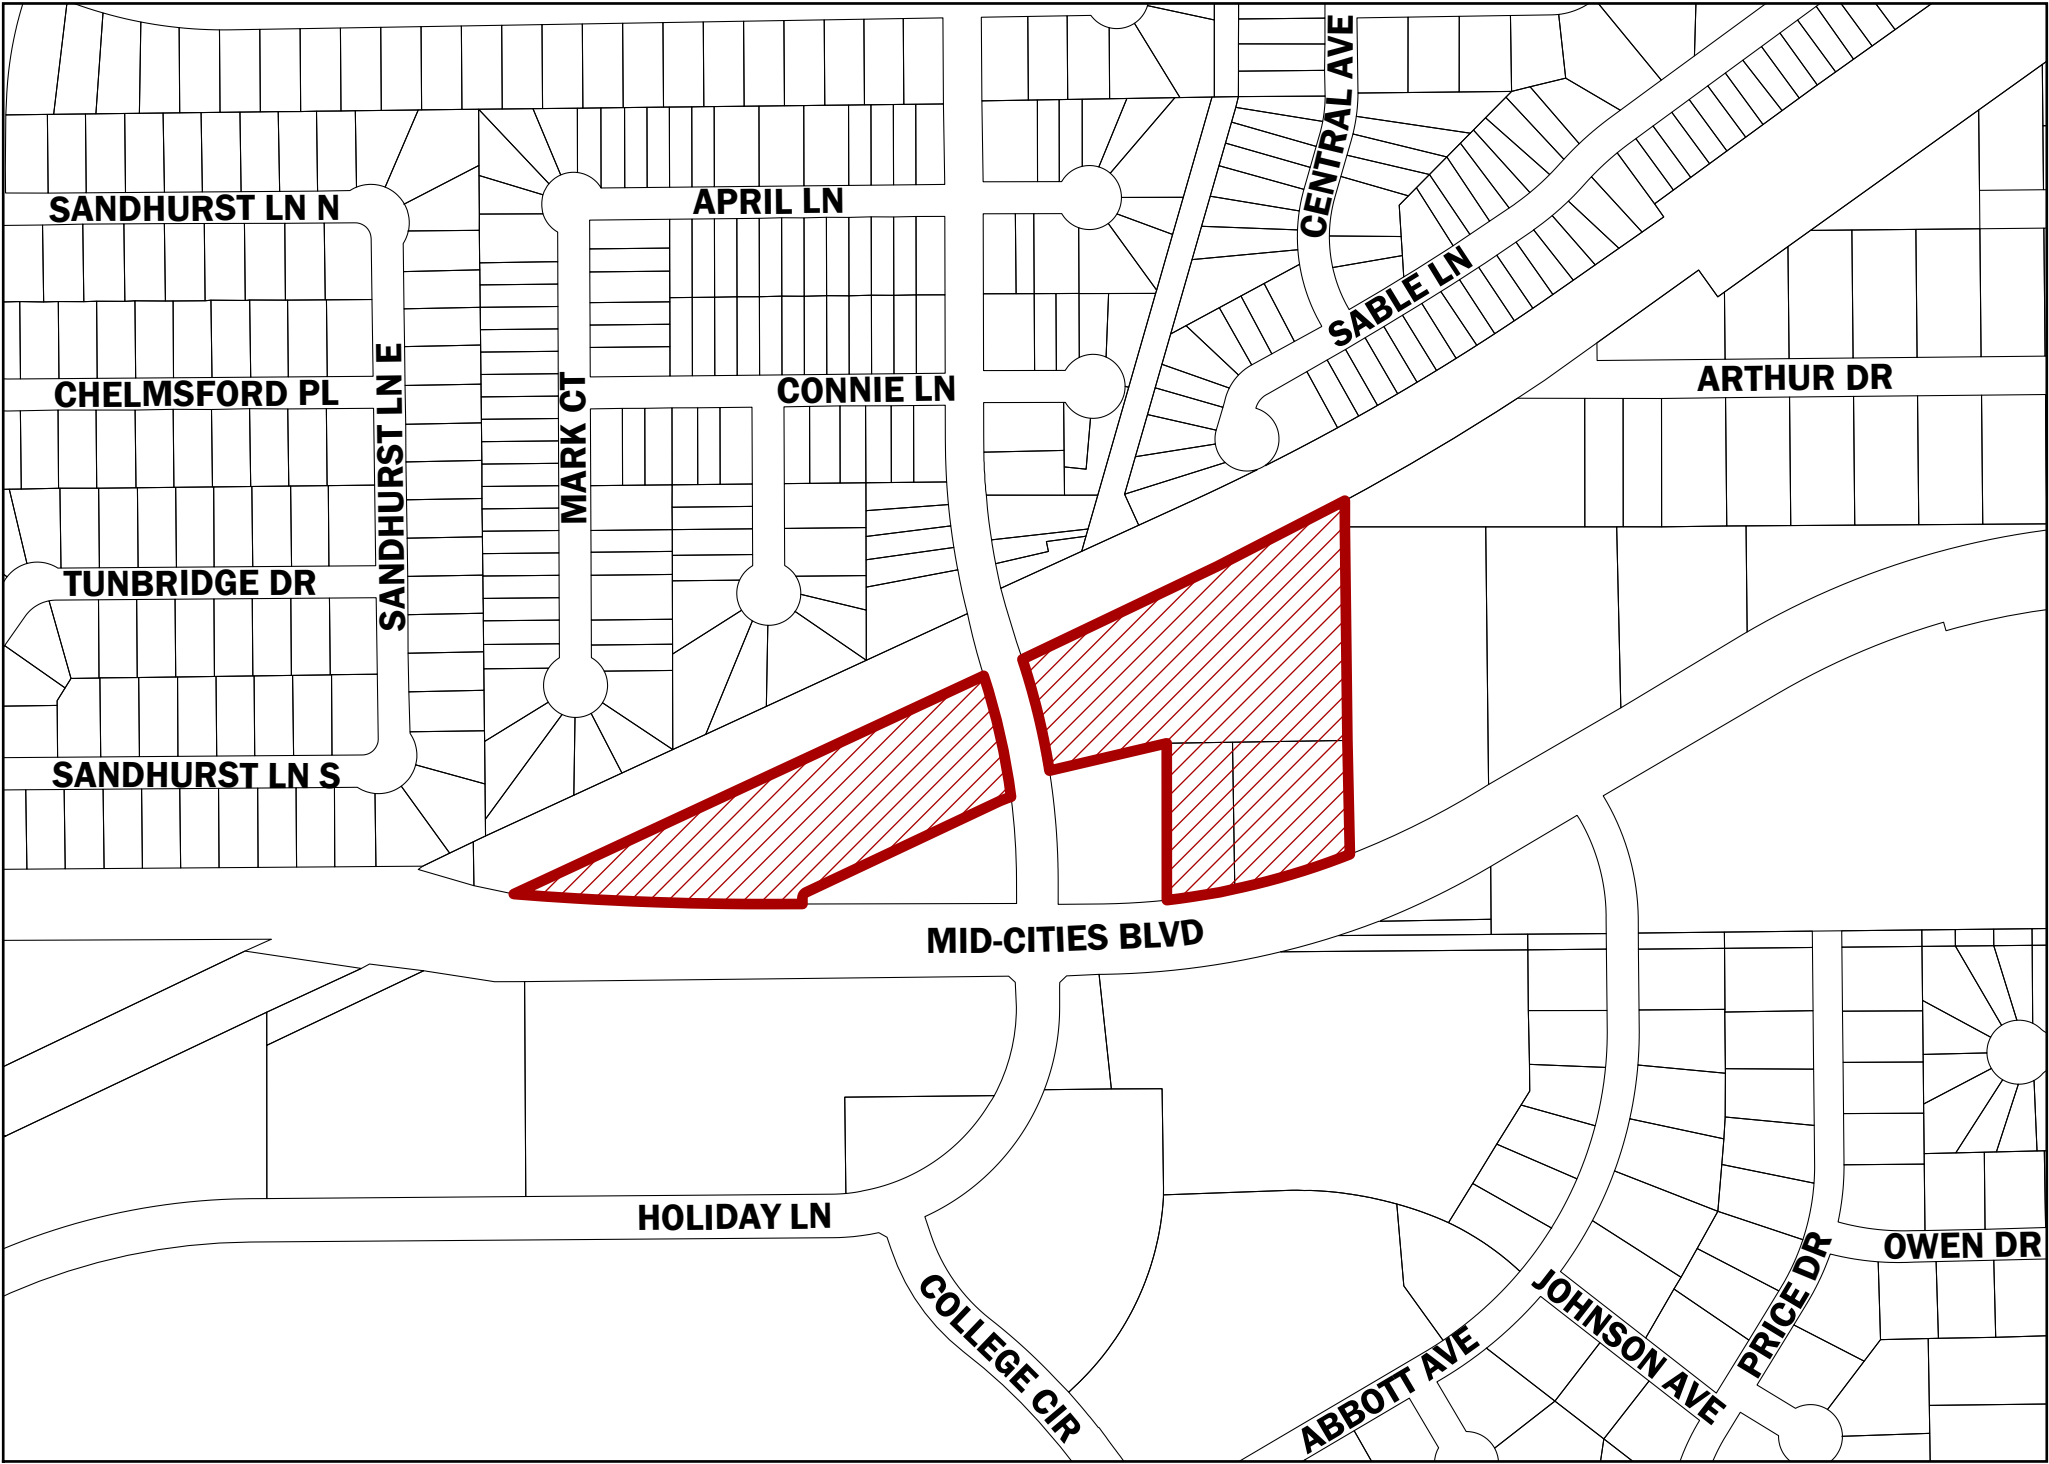 CENTRAL AVE
SANDHURST LN N
APRIL LN
SABLE LN
CHELMSFORD PL
SANDHURST LN E
MARK CT
CONNIE LN
ARTHUR DR
TUNBRIDGE DR
SANDHURST LN S
MID-CITIES BLVD
HOLIDAY LN
OWEN DR
COLLEGE CIR
JOHNSON AVE
PRICE DR
ABBOTT AVE